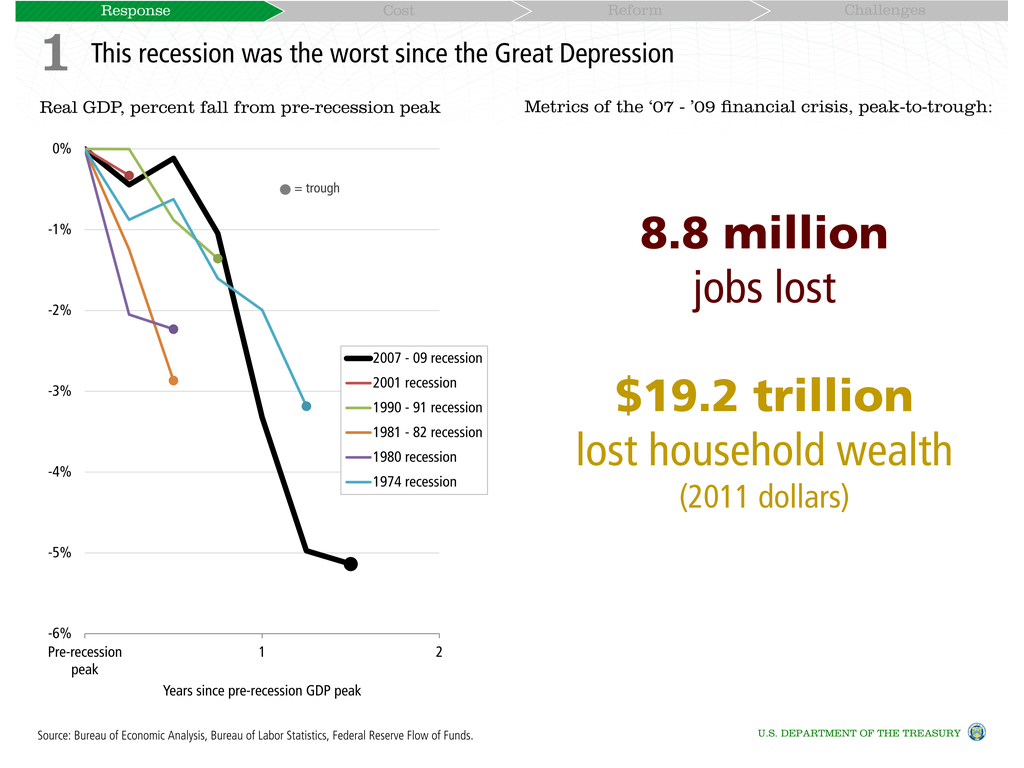 Response
Cost
Reform
Challenges
1 This recession was the worst since the Great Depression
Real GDP, percent fall from pre-recession peak
0%
-1%
-2%
-3%
-4%
-5%
-6%
= trough
2007 - 09 recession
2001 recession
1990 - 91 recession
1981 - 82 recession
1980 recession
1974 recession
Pre-recession
peak
1
2
Years since pre-recession GDP peak
Metrics of the ‘07 - ’09 financial crisis, peak-to-trough:
8.8 million
jobs lost
$19.2 trillion
lost household wealth
(2011 dollars)
Source: Bureau of Economic Analysis, Bureau of Labor Statistics, Federal Reserve Flow of Funds.
U.S. DEPARTMENT OF THE TREASURY